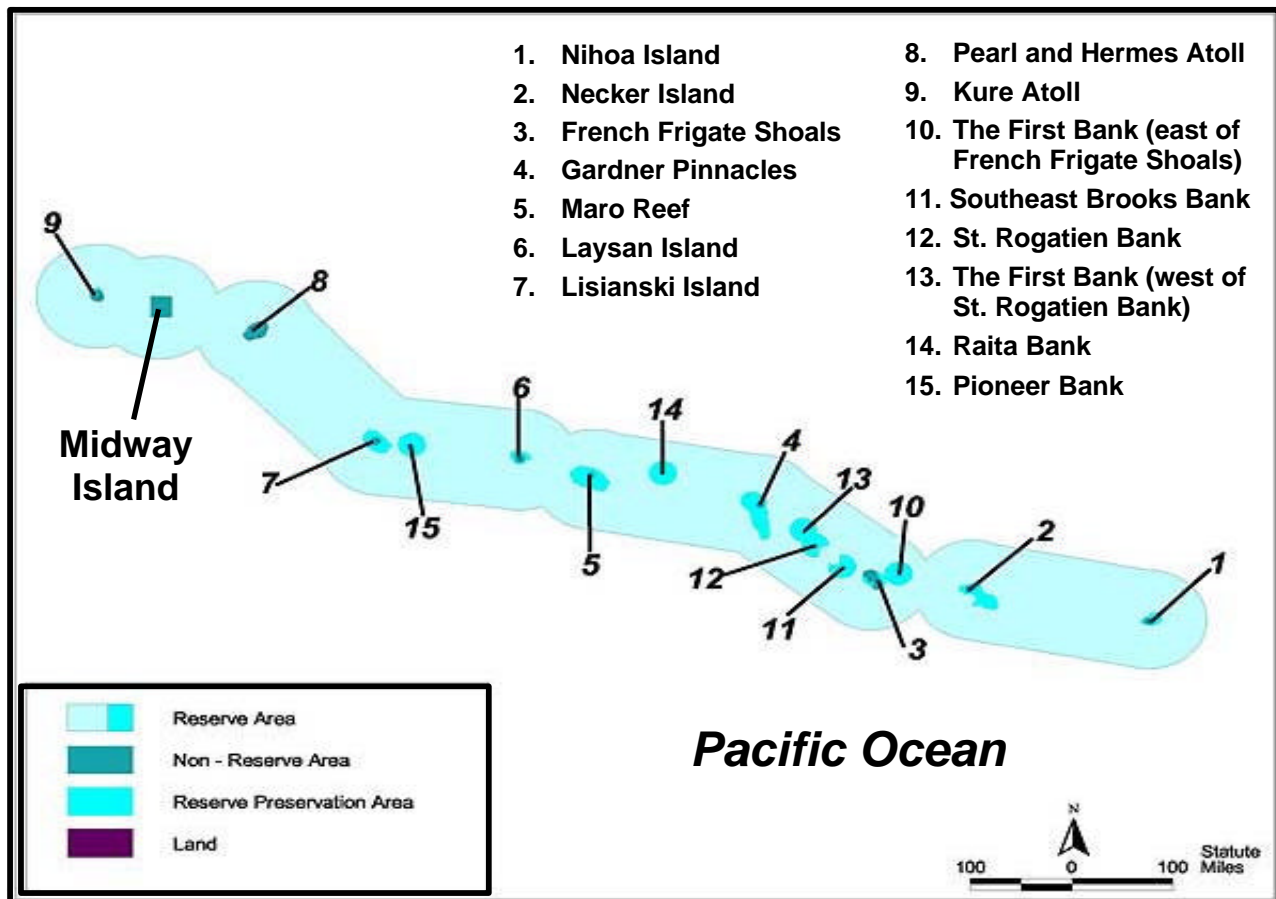 1. Nihoa Island
2. Necker Island
3. French Frigate Shoals
4. Gardner Pinnacles
5. Maro Reef
6. Laysan Island
7. Lisianski Island
8. Pearl and Hermes Atoll
9. Kure Atoll
10. The First Bank (east of
French Frigate Shoals)
11. Southeast Brooks Bank
12. St. Rogatien Bank
13. The First Bank (west of
St. Rogatien Bank)
14. Raita Bank
15. Pioneer Bank
9
8
Midway
Island
7
15
6
5
14
4
13
12
11
10
3
2
1
Pacific Ocean
Reserve Area
Non - Reserve Area
Reserve Preservation Area
Land
N
100 0 100
Statute
Miles